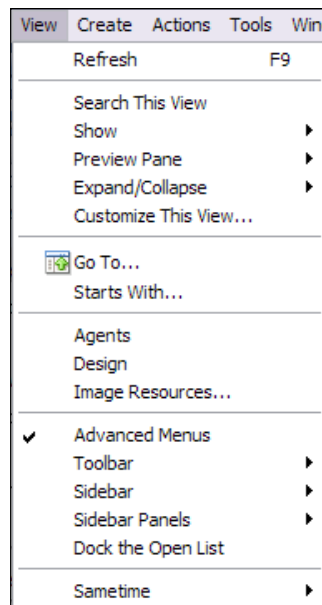 View Create Actions Tools Win
Refresh F9
Search This View
Show
Preview Pane
Expand/Collapse
Customize This View...
Go To...
Starts With...
Agents
Design
Image Resources...
Advanced Menus
Toolbar
Sidebar
Sidebar Panels
Dock the Open List
Sametime